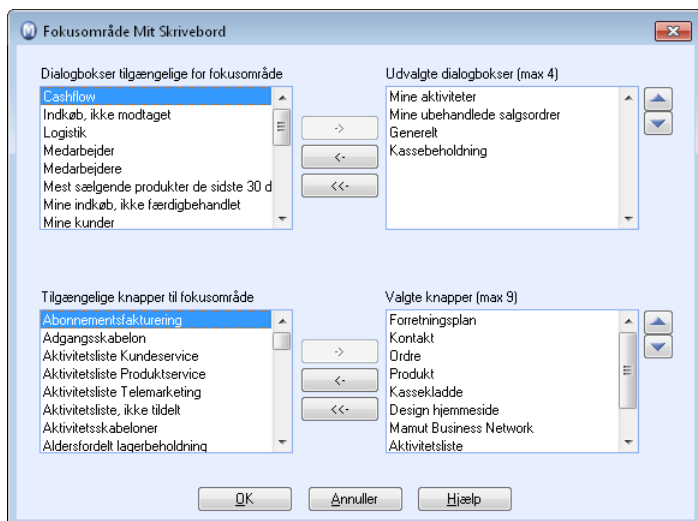 Fokusområde Mit Skrivebord
Dialogbokser tilgængelige for fokusområde
Cashflow
Indkøb, ikke modtaget
Logistik
Medarbejder
Medarbejdere
Mest sælgende produkter de sidste 30 d
Mine indkøb, ikke færdigbehandlet
Mine kunder
->
<-
<<-
Udvalgte dialogbokser (max 4)
Mine aktiviteter
Mine ubehandlede salgsordrer
Generelt
Kassebeholdning
Tilgængelige knapper til fokusområde
Abonnementsfakturering
Adgangsskabelon
Aktivitetsliste Kundeservice
Aktivitetsliste Produktservice
Aktivitetsliste Telemarketing
Aktivitetsliste, ikke tildelt
Aktivitetsskabeloner
Aldersfordelt lagerbeholdning
->
<-
<<-
Valgte knapper (max 9)
Forretningsplan
Kontakt
Ordre
Produkt
Kassekladde
Design hjemmeside
Mamut Business Network
Aktivitetsliste
OK
Annuller
Hjælp